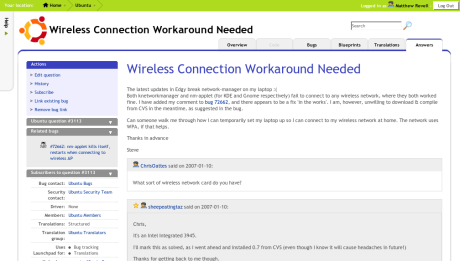 Your location: Home › Ubuntu ›
Logged in as Matthew Revell Log Out
Help
Wireless Connection Workaround Needed
Search
Overview Bugs Blueprints Translations Answers
Actions
Edit question
History
Subscribe
Link existing bug
Remove bug link
Ubuntu question #3113
Related bugs
#72662: nm-applet kills itself,
restarts when connecting to
wireless AP
Subscribers to question #3113
Bug contact: Ubuntu Bugs
Security contact: Ubuntu Security Team
Driver: None
Members: Ubuntu Members
Translations: Structured
Translation group: Ubuntu Translators
Uses Launchpad for: • Bug tracking
• Translations
Wireless Connection Workaround Needed
The latest updates in Edgy break network-manager on my laptop :(
Both knetworkmanager and nm-applet (for KDE and Gnome respectively) fail to connect to any wireless network, where they both worked
fine. I have added my comment to bug 72662, and there appears to be a fix 'in the works'. I am, however, unwilling to download & compile
from CVS in the meantime, as suggested in the bug.
Can someone walk me through how I can temporarily set my laptop up so I can connect to my wireless network at home. The network uses
WPA, if that helps.
Thanks in advance
Steve
ChrisOattes said on 2007-01-10:
What sort of wireless network card do you have?
sheepeatingtaz said on 2007-01-10:
Chris,
It's an Intel Integrated 3945.
I'll mark this as solved, as I went ahead and installed 0.7 from CVS (even though I know it will cause headaches in future!)
Thanks for getting back to me though.